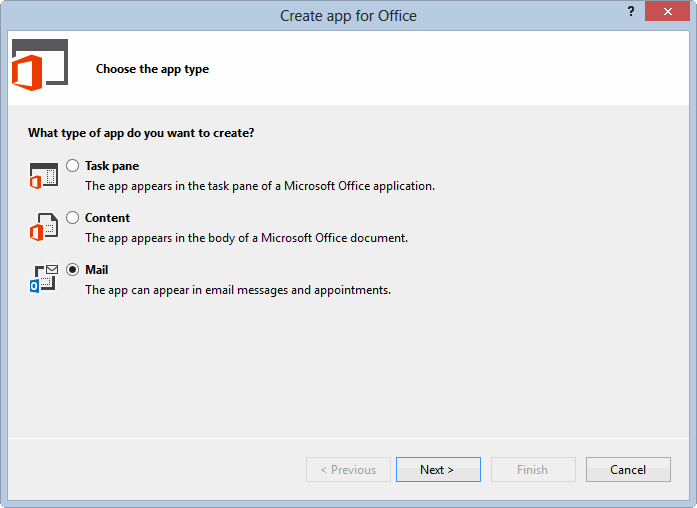 Create app for Office
?
Choose the app type
What type of app do you want to create?
Task pane
The app appears in the task pane of a Microsoft Office application.
Content
The app appears in the body of a Microsoft Office document.
Mail
The app can appear in email messages and appointments.
< Previous Next > Finish Cancel